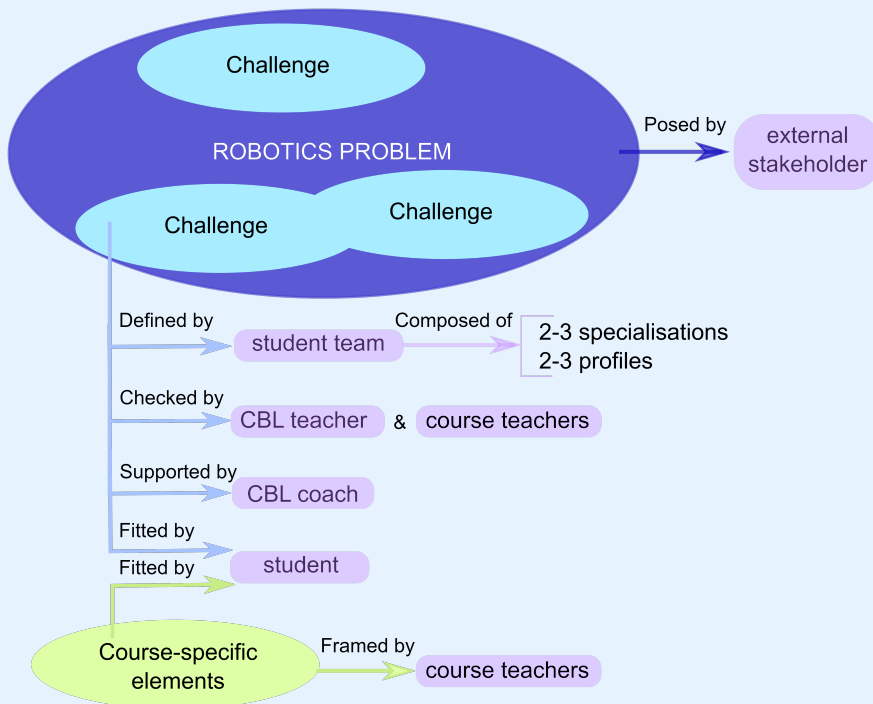 Challenge
ROBOTICS PROBLEM
Posed by
external
stakeholder
Challenge
Challenge
Defined by
student team
Composed of
2-3 specialisations
2-3 profiles
Checked by
CBL teacher & course teachers
Supported by
CBL coach
Fitted by
Fitted by
student
Course-specific
elements
Framed by
course teachers